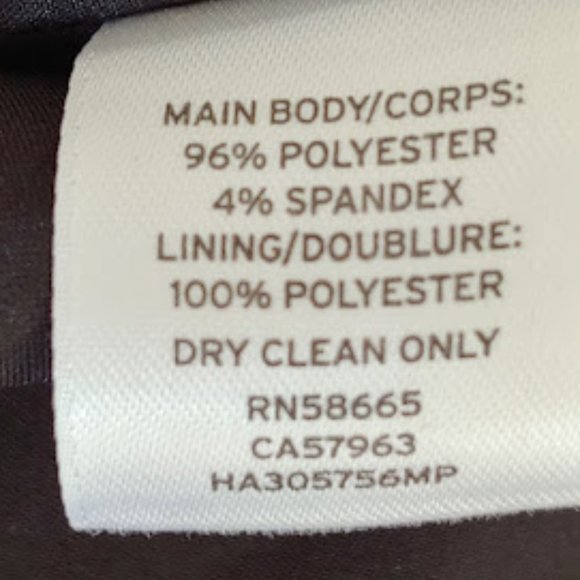 MAIN BODY/CORPS:
96% POLYESTER
4% SPANDEX
LINING/DOUBLURE:
100% POLYESTER
DRY CLEAN ONLY
RN58665
CA57963
HA305756MP